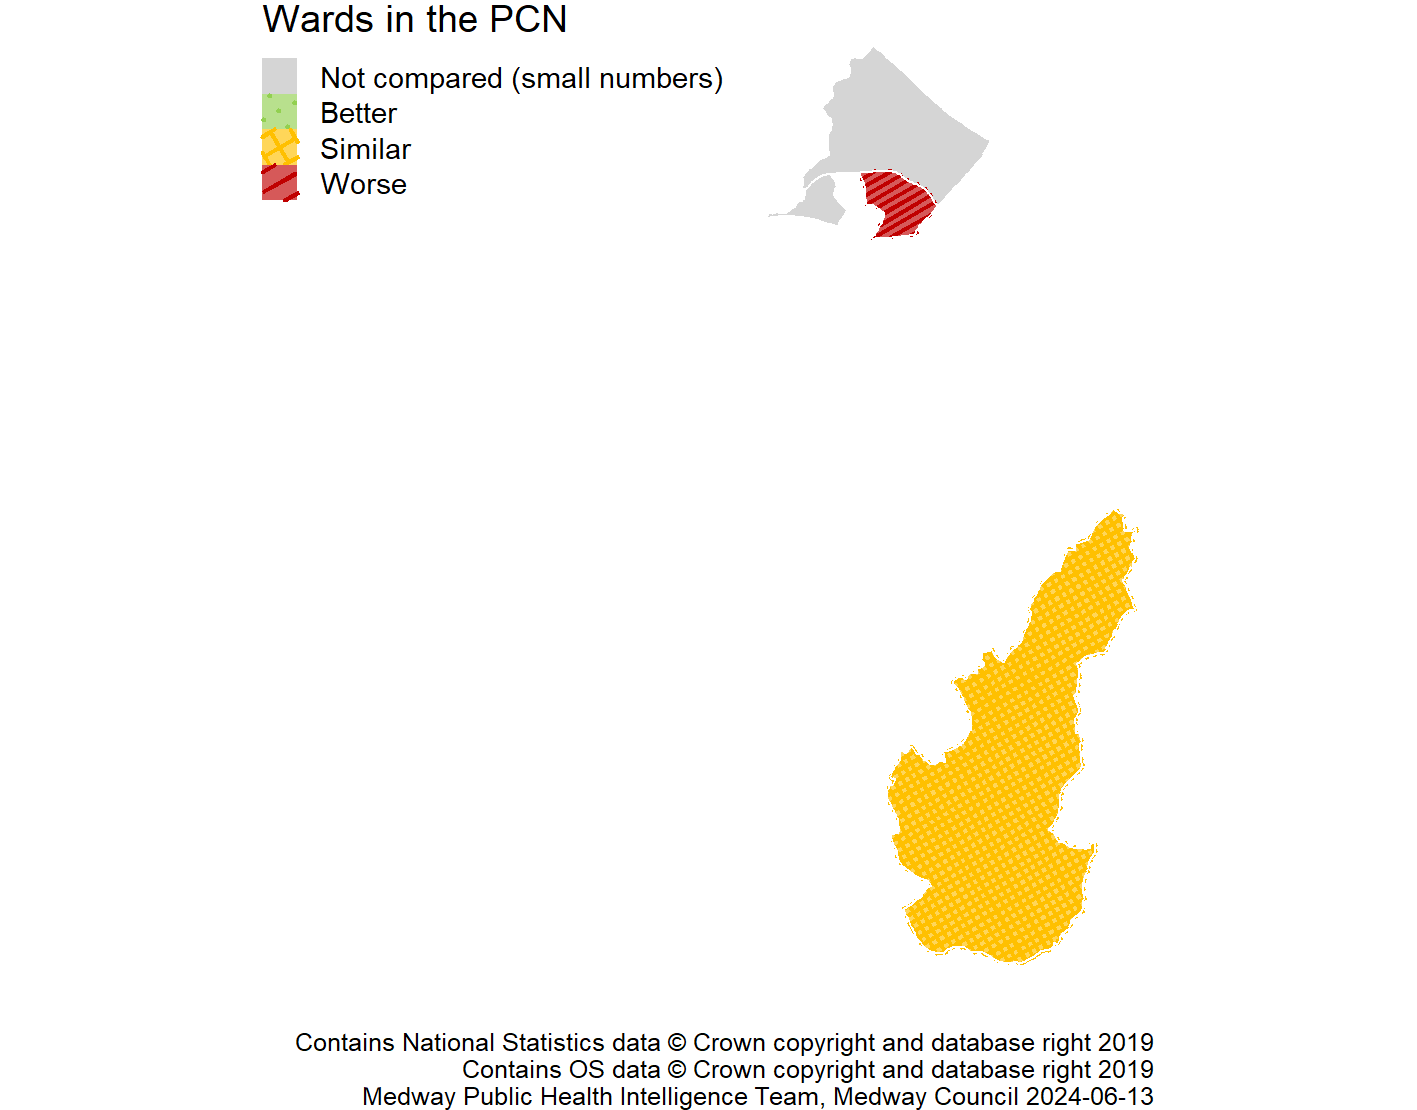 Wards in the PCN
Not compared (small numbers)
Better
Similar
Worse
Contains National Statistics data © Crown copyright and database right 2019
Contains OS data © Crown copyright and database right 2019
Medway Public Health Intelligence Team, Medway Council 2024-06-13